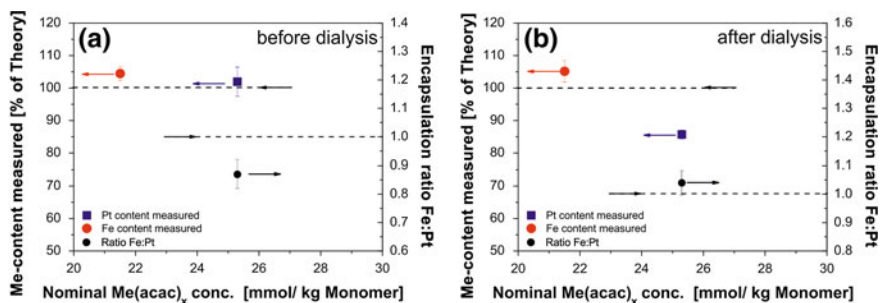 (a) before dialysis
Me-content measured [% of Theory]
120
110
100
90
80
70
60
50
1.4
1.3
1.2
1.1
1.0
0.9
0.8
0.7
0.6
Encapsulation ratio Fe:Pt
Pt content measured
Fe content measured
Ratio Fe:Pt
20 22 24 26 28 30
Nominal Me(acac)x conc. [mmol/ kg Monomer]
(b) after dialysis
Me-content measured [% of Theory]
120
110
100
90
80
70
60
50
1.6
1.5
1.4
1.3
1.2
1.1
1.0
0.9
0.8
Encapsulation ratio Fe:Pt
Pt content measured
Fe content measured
Ratio Fe:Pt
20 22 24 26 28 30
Nominal Me(acac)x conc. [mmol/ kg Monomer]